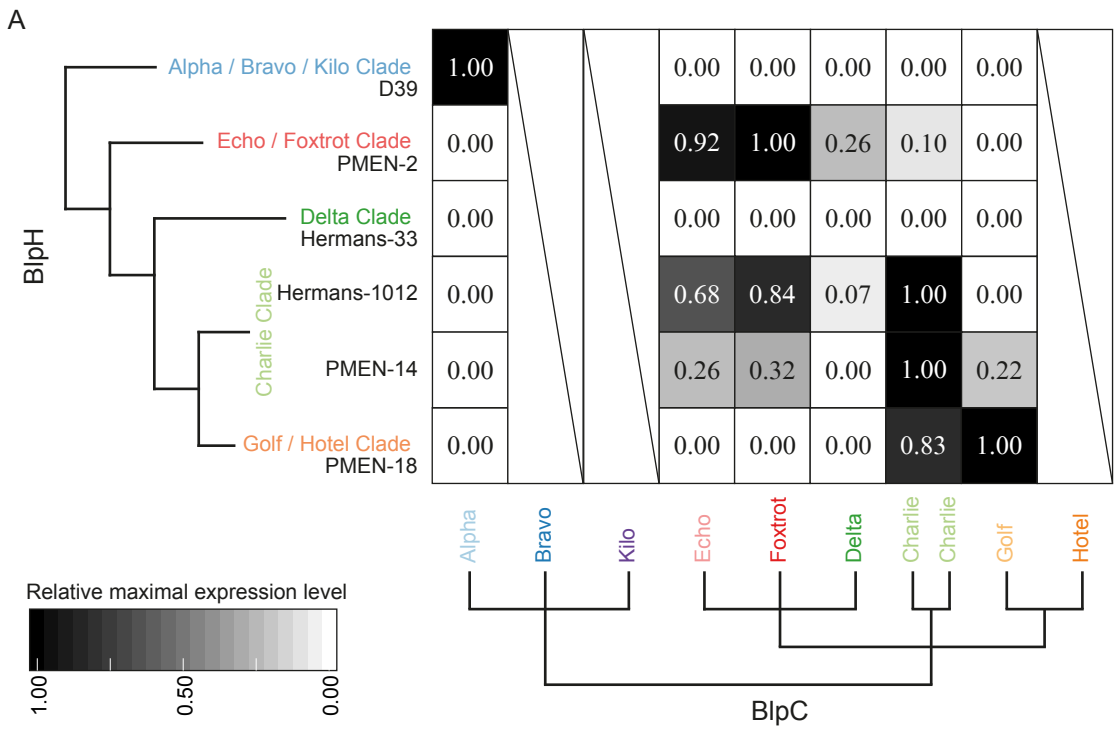 A
Alpha / Bravo / Kilo Clade
D39
1.00 0.00 0.00 0.00 0.00 0.00
Echo / Foxtrot Clade
PMEN-2
0.00 0.92 1.00 0.26 0.10 0.00
Delta Clade
Hermans-33
0.00 0.00 0.00 0.00 0.00 0.00
BlpH
Charlie Clade
Hermans-1012
0.00 0.68 0.84 0.07 1.00 0.00
PMEN-14
0.00 0.26 0.32 0.00 1.00 0.22
Golf / Hotel Clade
PMEN-18
0.00 0.00 0.00 0.00 0.83 1.00
Alpha
Bravo
Kilo
Echo
Foxtrot
Delta
Charlie
Charlie
Golf
Hotel
BlpC
Relative maximal expression level
1.00
0.50
0.00